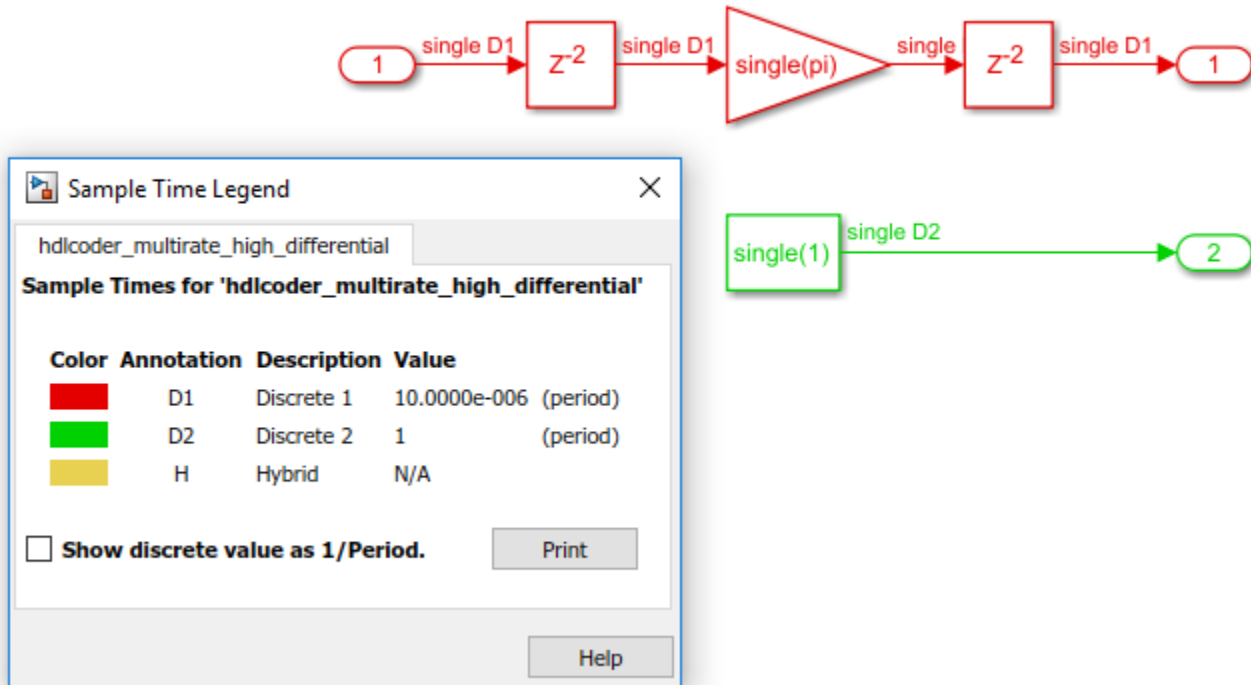 single D1 single D1 single single D1
1 Z-2 single(pi) Z-2 1
Sample Time Legend
hdlcoder_multirate_high_differential
Sample Times for 'hdlcoder_multirate_high_differential'
Color Annotation Description Value
D1 Discrete 1 10.0000e-006 (period)
D2 Discrete 2 1 (period)
H Hybrid N/A
Show discrete value as 1/Period.
Print
Help
single D2
single(1) 2